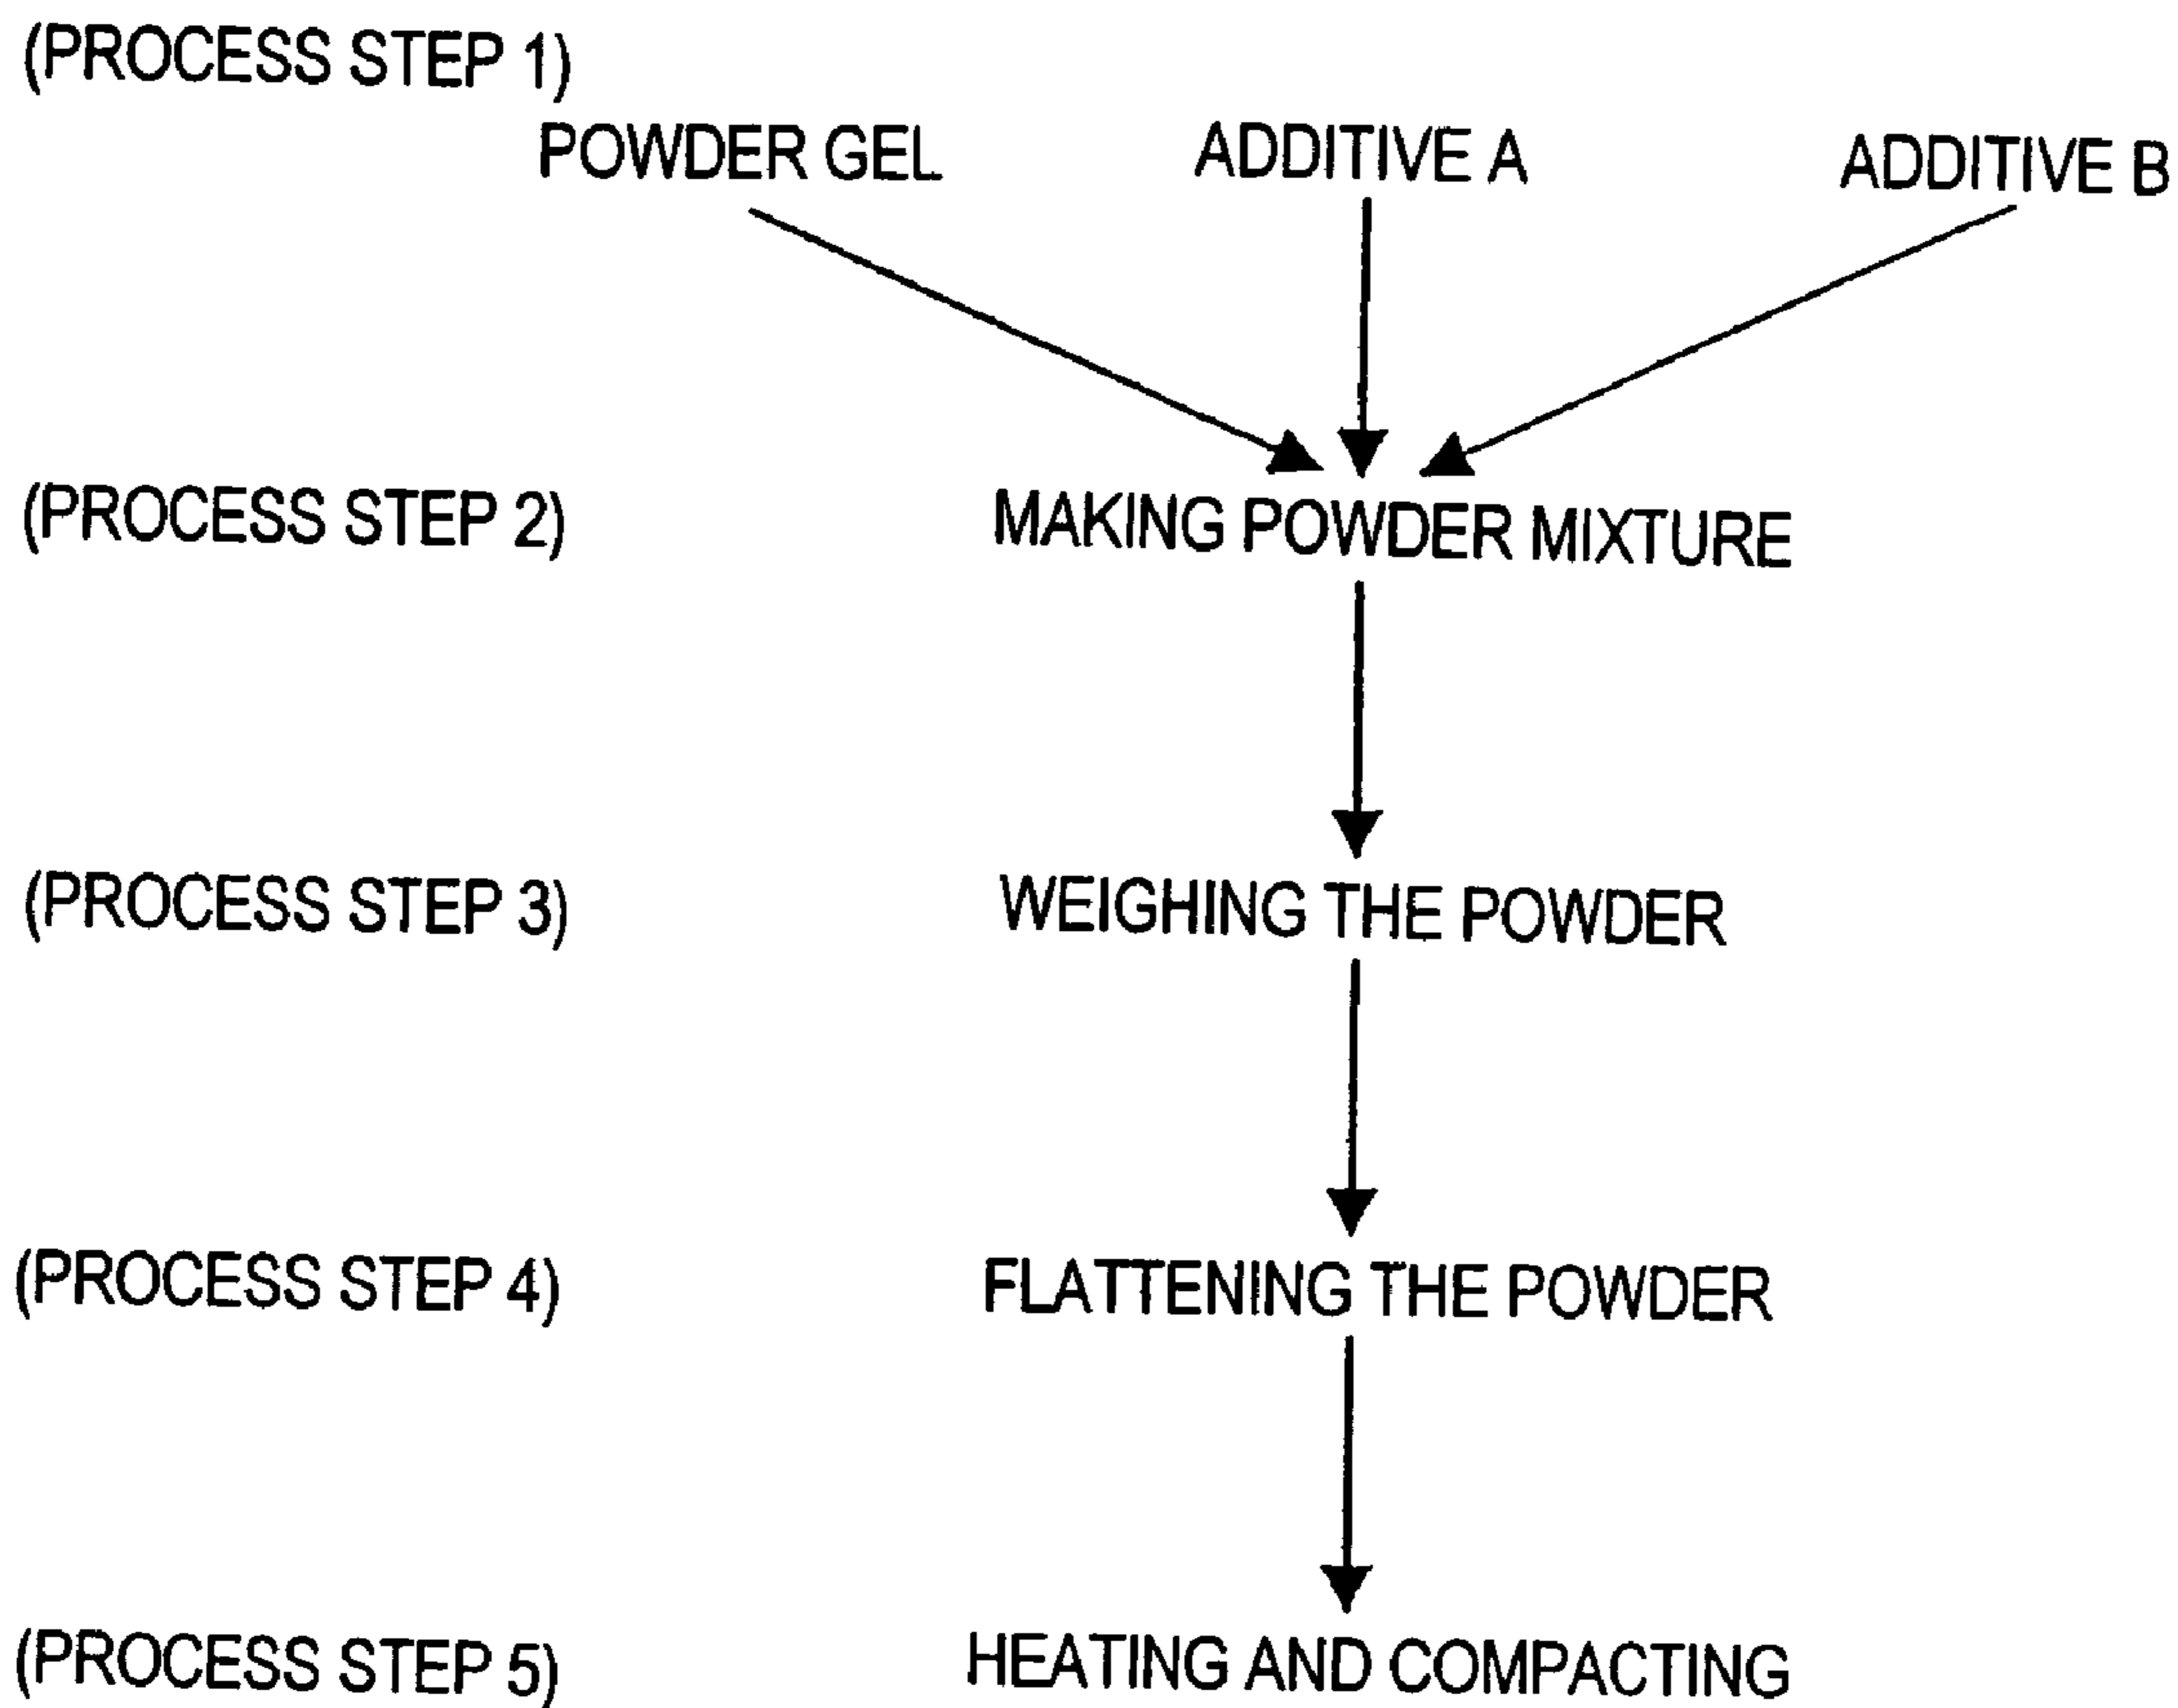 (PROCESS STEP 1)
POWDER GEL ADDITIVE A ADDITIVE B
(PROCESS STEP 2) MAKING POWDER MIXTURE
(PROCESS STEP 3) WEIGHING THE POWDER
(PROCESS STEP 4) FLATTENING THE POWDER
(PROCESS STEP 5) HEATING AND COMPACTING